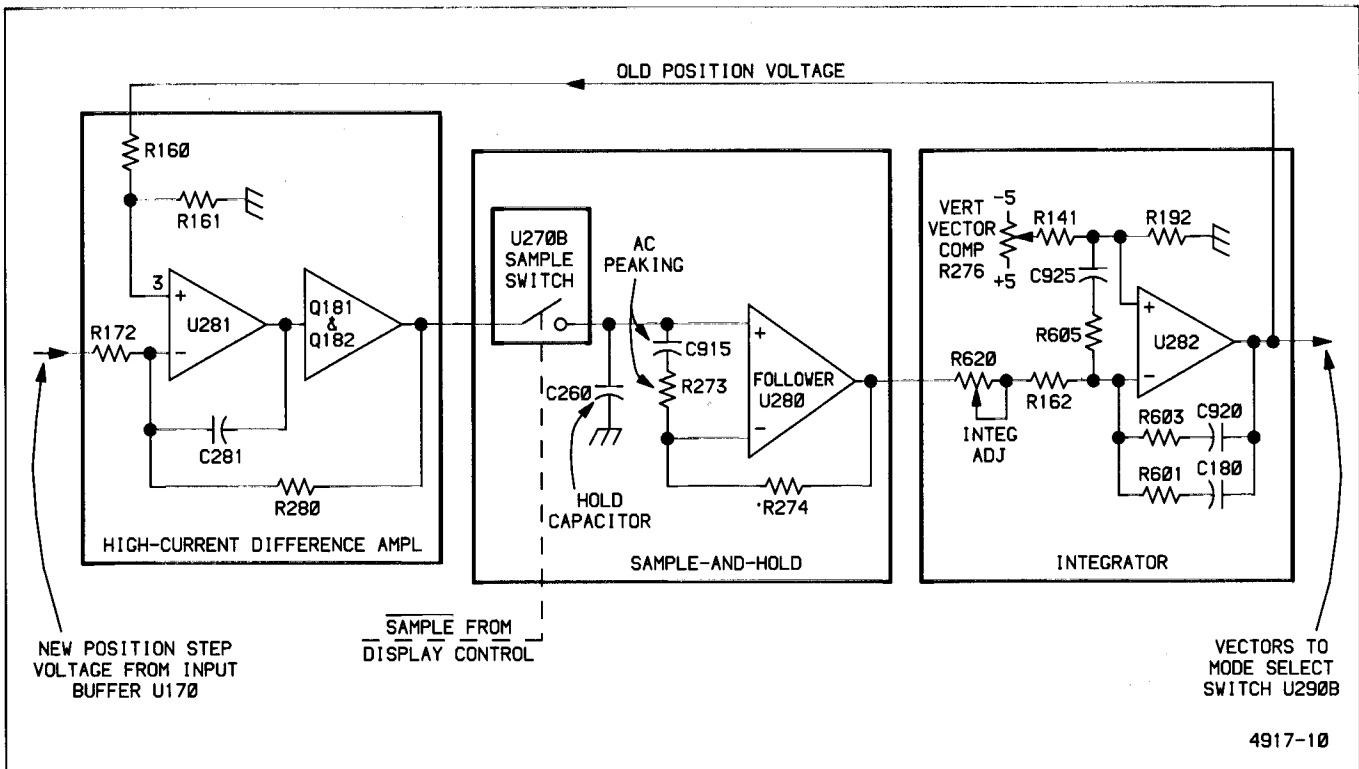 OLD POSITION VOLTAGE
R160
R161
3
+
U281
-
R172
C281
R280
Q181
&
Q182
HIGH-CURRENT DIFFERENCE AMPL
NEW POSITION STEP
VOLTAGE FROM INPUT
BUFFER U170
U270B
SAMPLE
SWITCH
AC
PEAKING
C915
R273
C260
HOLD
CAPACITOR
+
FOLLOWER
U280
-
R274
SAMPLE-AND-HOLD
SAMPLE FROM
DISPLAY CONTROL
VERT
VECTOR
COMP
R276
-5
+5
R141
R192
C925
R605
R620
INTEG
ADJ
R162
+
U282
-
R603
C920
R601
C180
INTEGRATOR
VECTORS TO
MODE SELECT
SWITCH U290B
4917-10